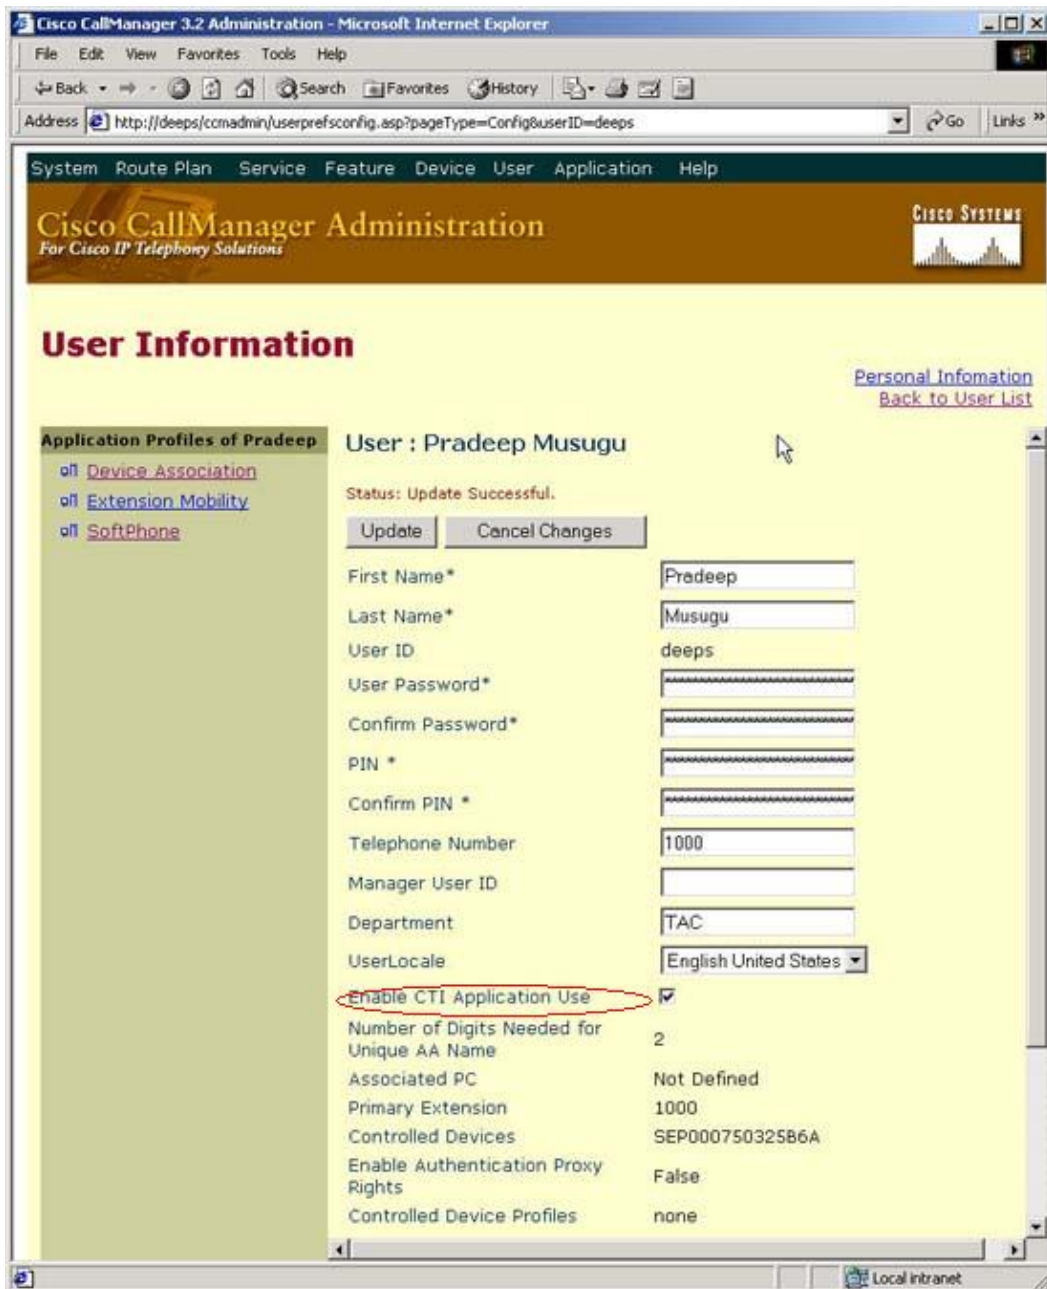 Cisco CallManager 3.2 Administration - Microsoft Internet Explorer
File Edit View Favorites Tools Help
Back Search Favorites History
Address http://deeps/ccmadmin/userprefsconfig.asp?pageType=Config&userID=deeps Go Links »
System Route Plan Service Feature Device User Application Help
Cisco CallManager Administration
For Cisco IP Telephony Solutions
CISCO SYSTEMS
User Information
Personal Infomation
Back to User List
Application Profiles of Pradeep
Device Association
Extension Mobility
SoftPhone
User : Pradeep Musugu
Status: Update Successful.
Update Cancel Changes
First Name* Pradeep
Last Name* Musugu
User ID deeps
User Password*
Confirm Password*
PIN *
Confirm PIN *
Telephone Number 1000
Manager User ID
Department TAC
UserLocale English United States
Enable CTI Application Use
Number of Digits Needed for
Unique AA Name 2
Associated PC Not Defined
Primary Extension 1000
Controlled Devices SEP000750325B6A
Enable Authentication Proxy
Rights False
Controlled Device Profiles none
Local intranet